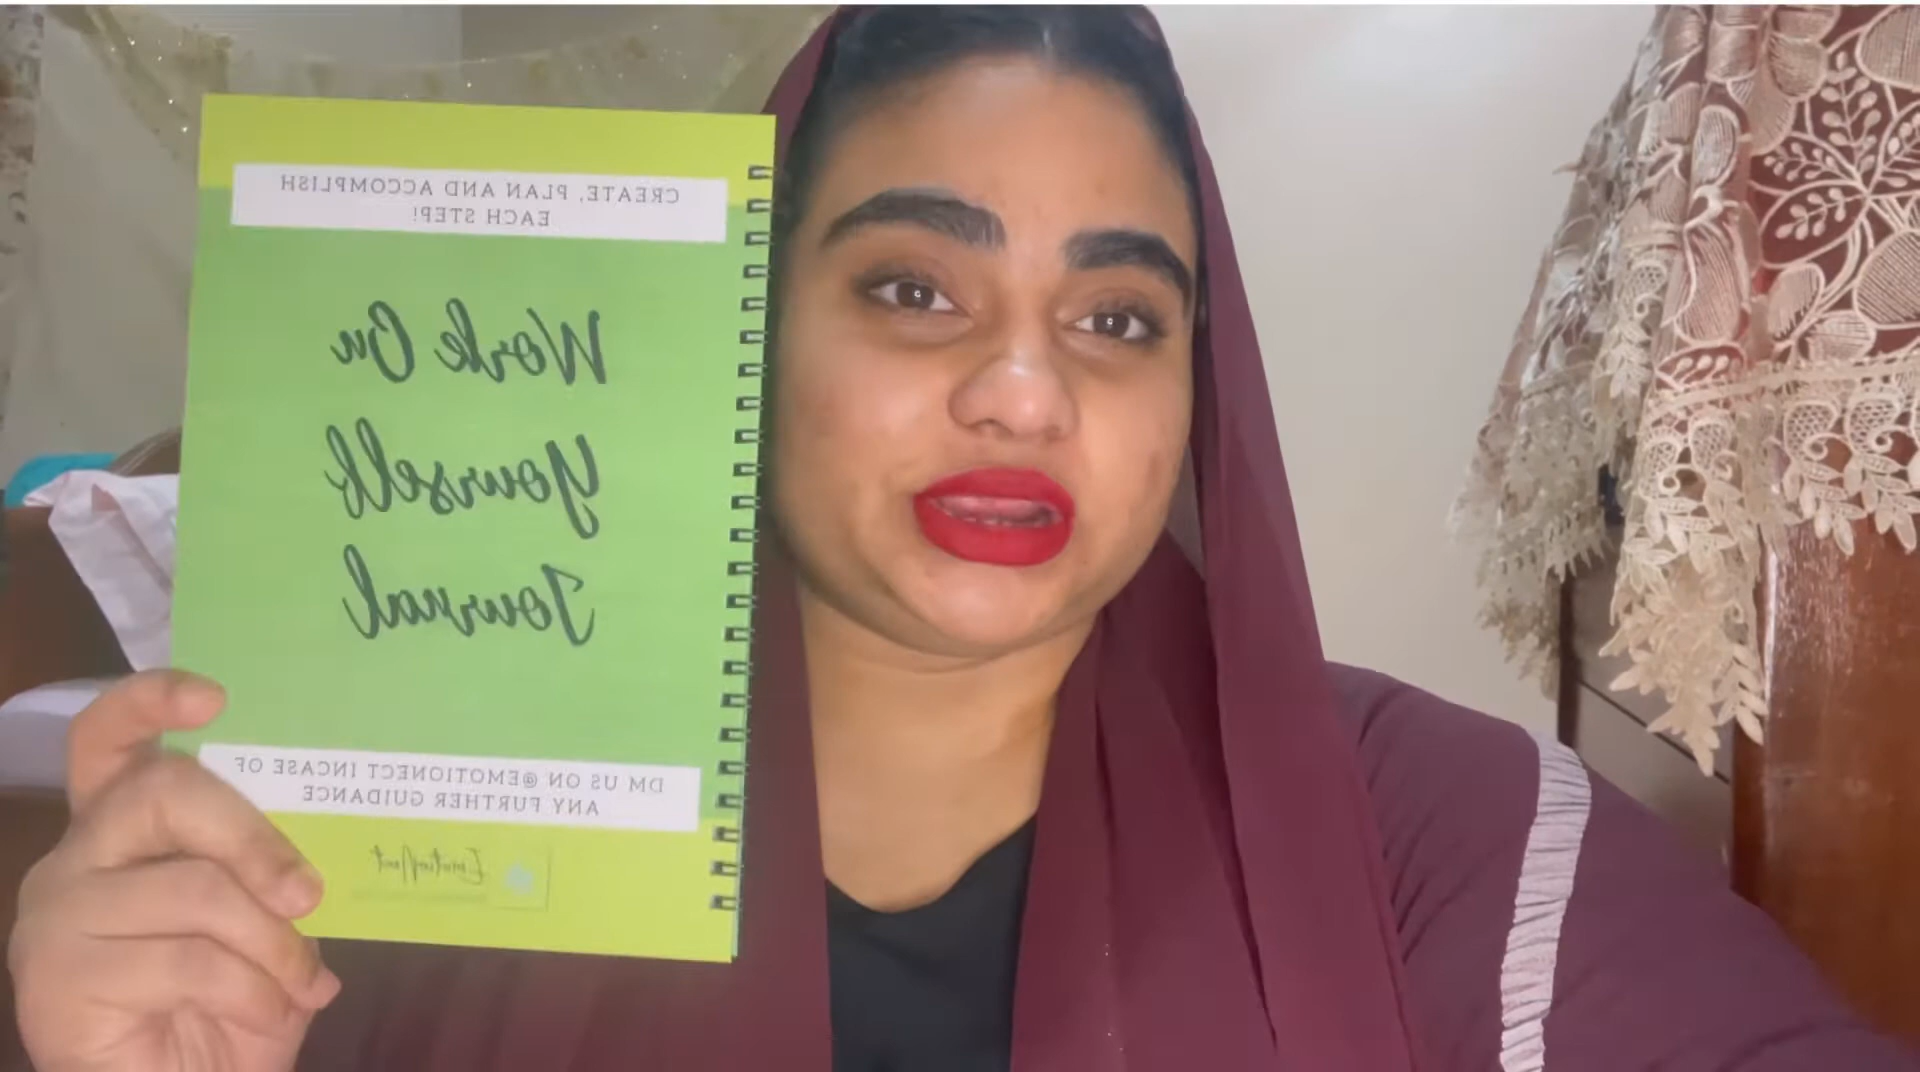 CREATE, PLAN AND ACCOMPLISH
EACH STEP!
Work On
Yourself
Journal
DM US ON @EMOTIONECT INCASE OF
ANY FURTHER GUIDANCE